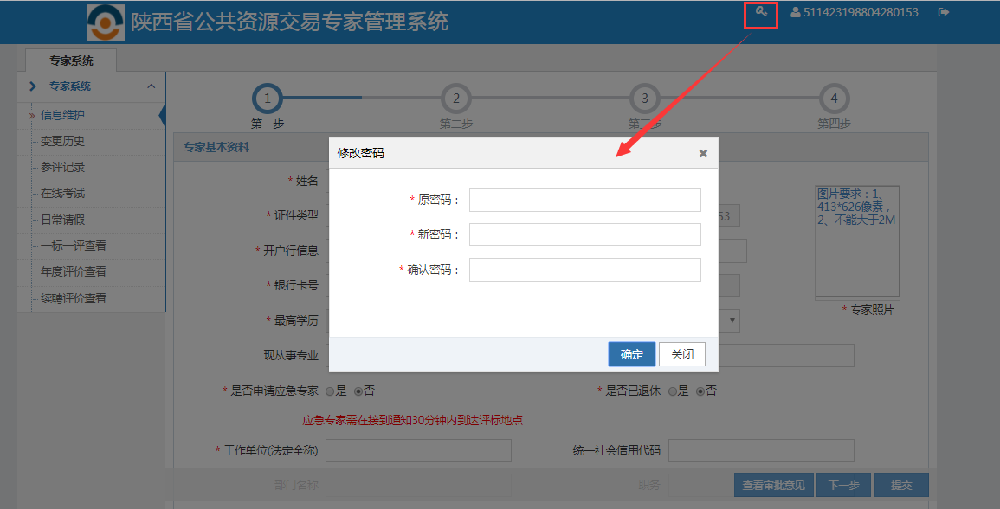 陕西省公共资源交易专家管理系统
511423198804280153
专家系统
专家系统
信息维护
变更历史
参评记录
在线考试
日常请假
一标一评查看
年度评价查看
续聘评价查看
1
2
3
4
第一步
第二步
第三步
第四步
专家基本资料
修改密码
* 姓名
* 原密码：
* 证件类型
53
* 新密码：
* 开户行信息
* 确认密码：
* 银行卡号
* 最高学历
图片要求：1、
413*626像素，
2、不能大于2M
* 专家照片
现从事专业
确定
关闭
* 是否申请应急专家 是 否
* 是否已退休 是 否
应急专家需在接到通知30分钟内到达评标地点
* 工作单位(法定全称)
统一社会信用代码
部门名称
职务
查看审批意见
下一步
提交